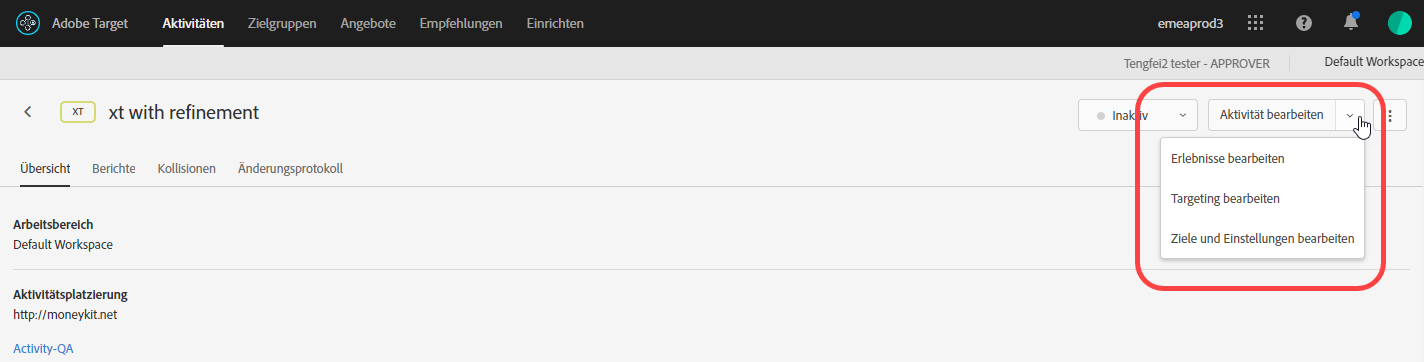 Adobe Target Aktivitäten Zielgruppen Angebote Empfehlungen Einrichten emeaprod3
Tengfei2 tester - APPROVER Default Workspace
XT xt with refinement Inaktiv Aktivität bearbeiten
Erlebnisse bearbeiten
Targeting bearbeiten
Ziele und Einstellungen bearbeiten
Übersicht Berichte Kollisionen Änderungsprotokoll
Arbeitsbereich
Default Workspace
Aktivitätsplatzierung
http://moneykit.net
Activity-QA